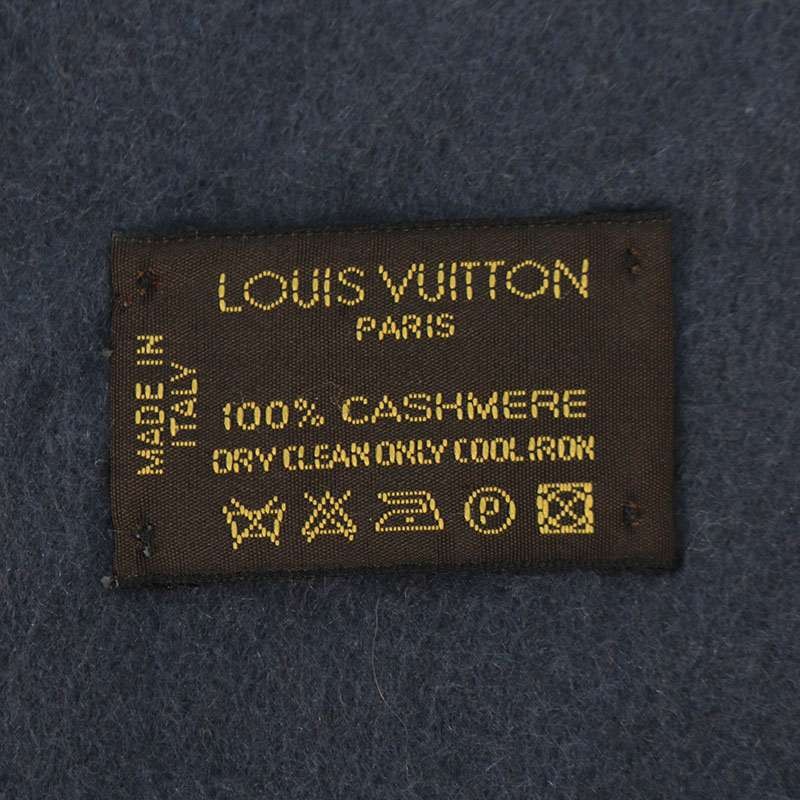 LOUIS VUITTON
PARIS
MADE IN
ITALY
100% CASHMERE
DRY CLEAN ONLY COOL IRON
P